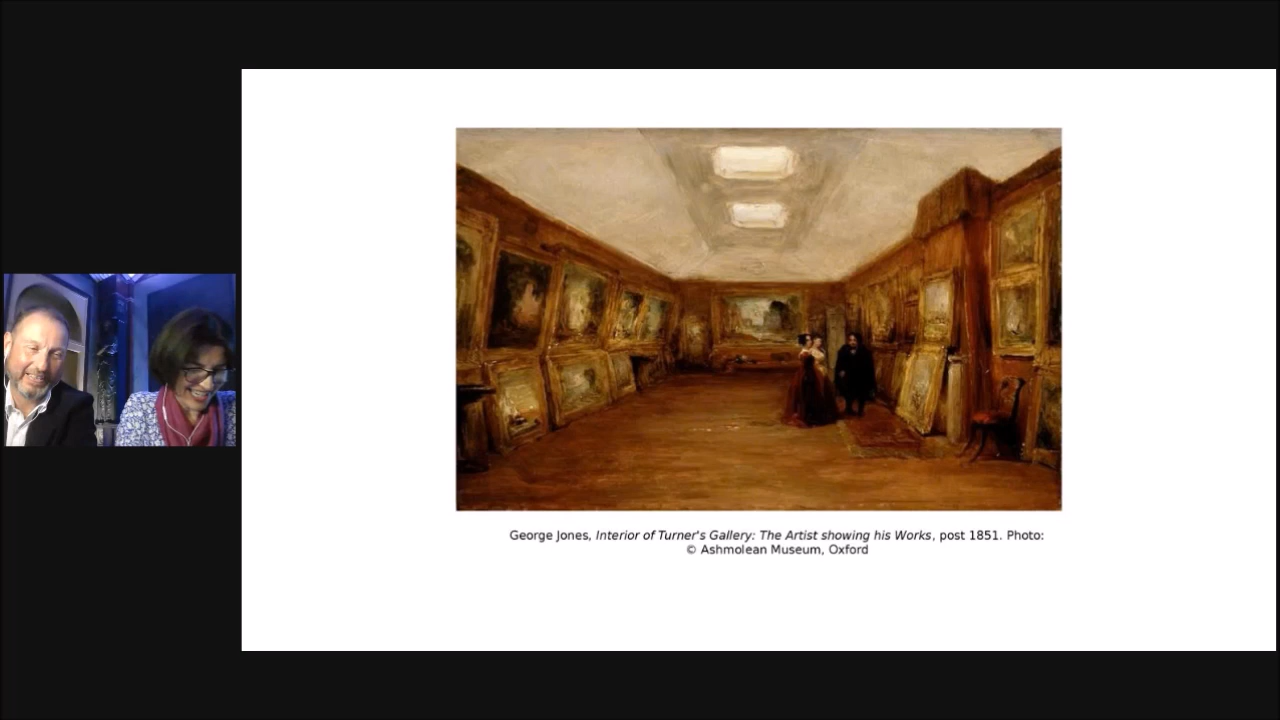 George Jones, Interior of Turner's Gallery: The Artist showing his Works, post 1851. Photo:
© Ashmolean Museum, Oxford